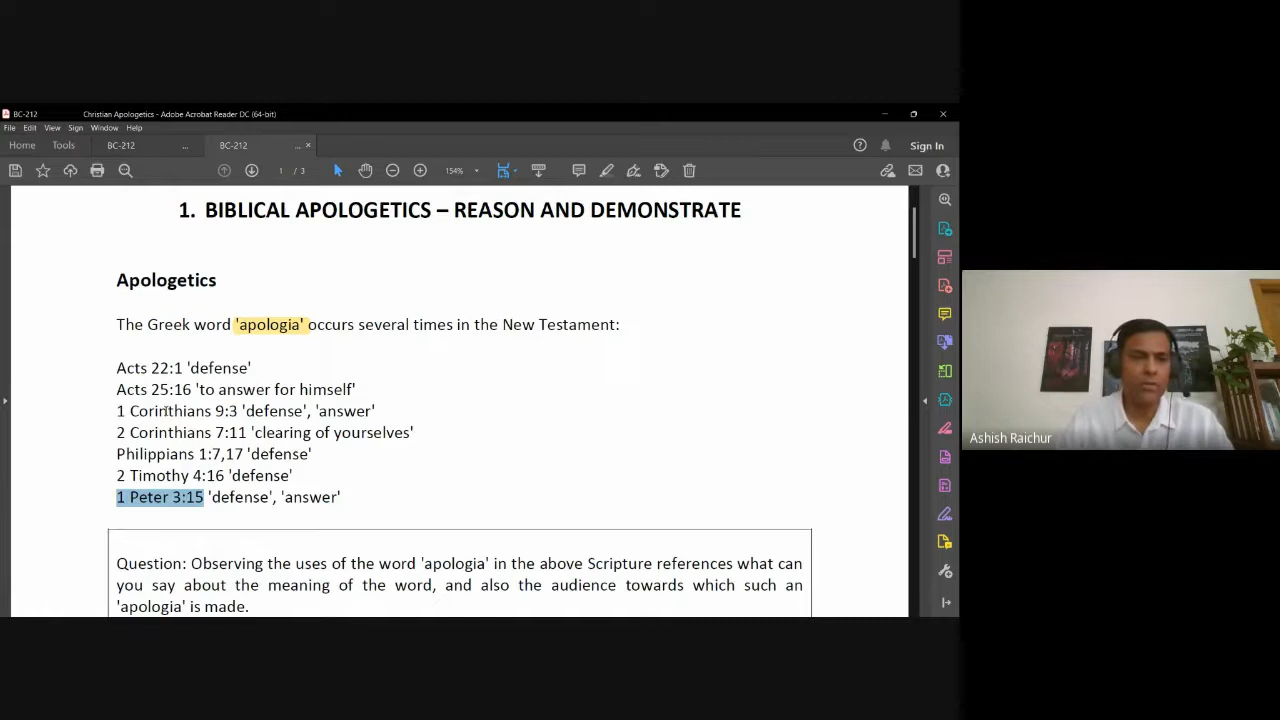 BC-212 Christian Apologetics - Adobe Acrobat Reader DC (64-bit)
File Edit View Sign Window Help
Home Tools BC-212 ... BC-212 ... ×
Sign In
1 / 3 154%
1. BIBLICAL APOLOGETICS – REASON AND DEMONSTRATE
Apologetics
The Greek word 'apologia' occurs several times in the New Testament:
Acts 22:1 'defense'
Acts 25:16 'to answer for himself'
1 Corinthians 9:3 'defense', 'answer'
2 Corinthians 7:11 'clearing of yourselves'
Philippians 1:7,17 'defense'
2 Timothy 4:16 'defense'
1 Peter 3:15 'defense', 'answer'
Question: Observing the uses of the word 'apologia' in the above Scripture references what can
you say about the meaning of the word, and also the audience towards which such an
'apologia' is made.
Ashish Raichur